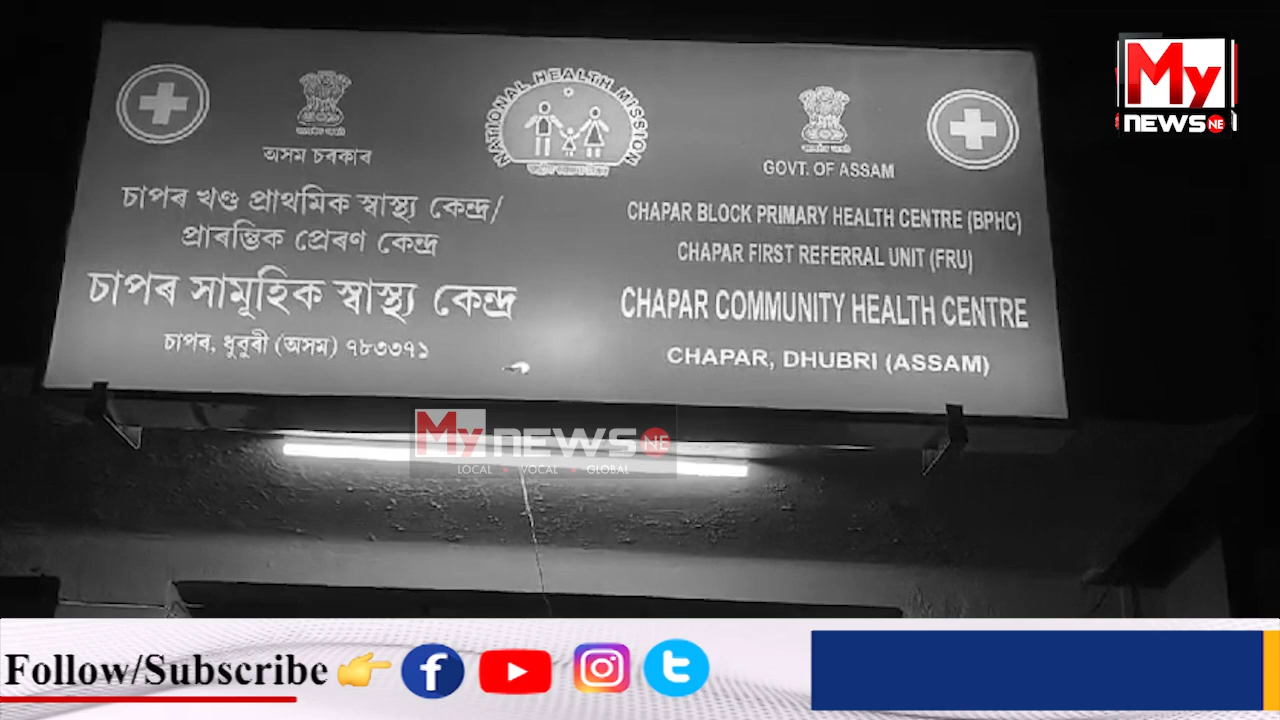 অসম চৰকাৰ
চাপৰ খণ্ড প্ৰাথমিক স্বাস্থ্য কেন্দ্ৰ/
প্ৰাৰম্ভিক প্ৰেৰণ কেন্দ্ৰ
চাপৰ সামূহিক স্বাস্থ্য কেন্দ্ৰ
চাপৰ, ধুবুৰী (অসম) ৭৮৩৩৭১
NATIONAL HEALTH MISSION
GOVT. OF ASSAM
CHAPAR BLOCK PRIMARY HEALTH CENTRE (BPHC)
CHAPAR FIRST REFERRAL UNIT (FRU)
CHAPAR COMMUNITY HEALTH CENTRE
CHAPAR, DHUBRI (ASSAM)
My
NEWS NE
My NEWS NE
LOCAL • VOCAL • GLOBAL
Follow/Subscribe